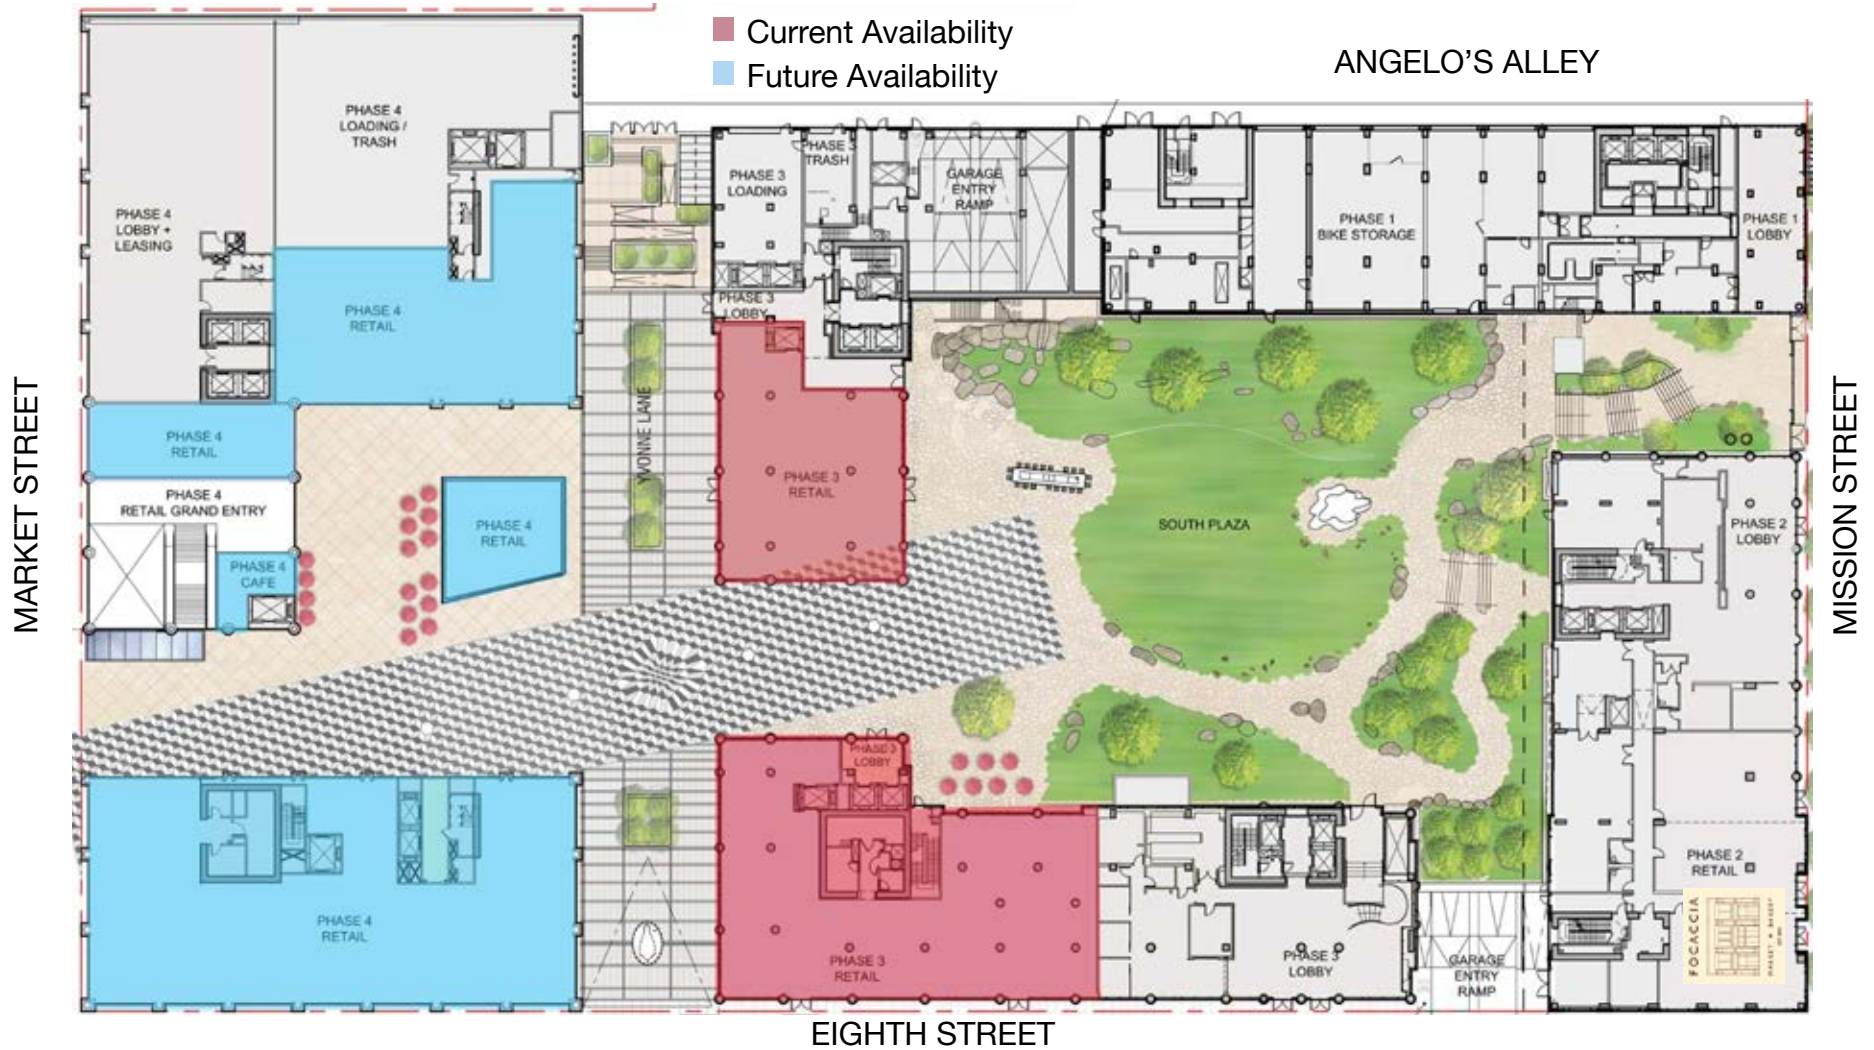 Current Availability
Future Availability
ANGELO'S ALLEY
PHASE 4
LOADING /
TRASH
PHASE 3
TRASH
PHASE 3
LOADING
GARAGE
ENTRY
RAMP
PHASE 4
LOBBY +
LEASING
PHASE 1
BIKE STORAGE
PHASE 1
LOBBY
PHASE 3
LOBBY
PHASE 4
RETAIL
MARKET STREET
PHASE 4
RETAIL
YVONNE LANE
MISSION STREET
PHASE 4
RETAIL GRAND ENTRY
PHASE 4
RETAIL
PHASE 3
RETAIL
SOUTH PLAZA
PHASE 2
LOBBY
PHASE 4
CAFE
PHASE 3
LOBBY
PHASE 2
RETAIL
PHASE 4
RETAIL
PHASE 3
RETAIL
PHASE 3
LOBBY
GARAGE
ENTRY
RAMP
FOCACCIA
EIGHTH STREET